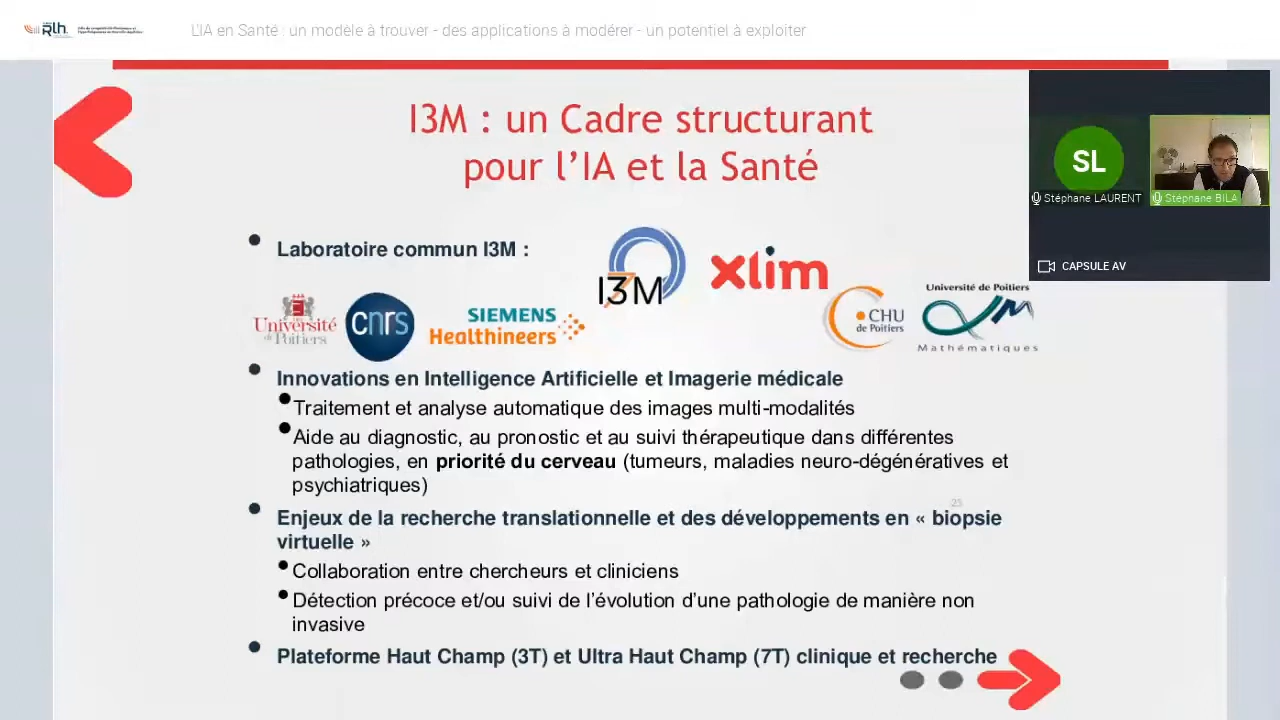 Rlh
L'IA en Santé : un modèle à trouver - des applications à modérer - un potentiel à exploiter
I3M : un Cadre structurant
pour l'IA et la Santé
SL
Stéphane LAURENT
Stéphane BILA
CAPSULE AV
Laboratoire commun I3M :
I3M
xlim
Université
de Poitiers
cnrs
SIEMENS
Healthineers
CHU
de Poitiers
Université de Poitiers
Mathématiques
Innovations en Intelligence Artificielle et Imagerie médicale
Traitement et analyse automatique des images multi-modalités
Aide au diagnostic, au pronostic et au suivi thérapeutique dans différentes
pathologies, en priorité du cerveau (tumeurs, maladies neuro-dégénératives et
psychiatriques)
25
Enjeux de la recherche translationnelle et des développements en « biopsie
virtuelle »
Collaboration entre chercheurs et cliniciens
Détection précoce et/ou suivi de l'évolution d'une pathologie de manière non
invasive
Plateforme Haut Champ (3T) et Ultra Haut Champ (7T) clinique et recherche